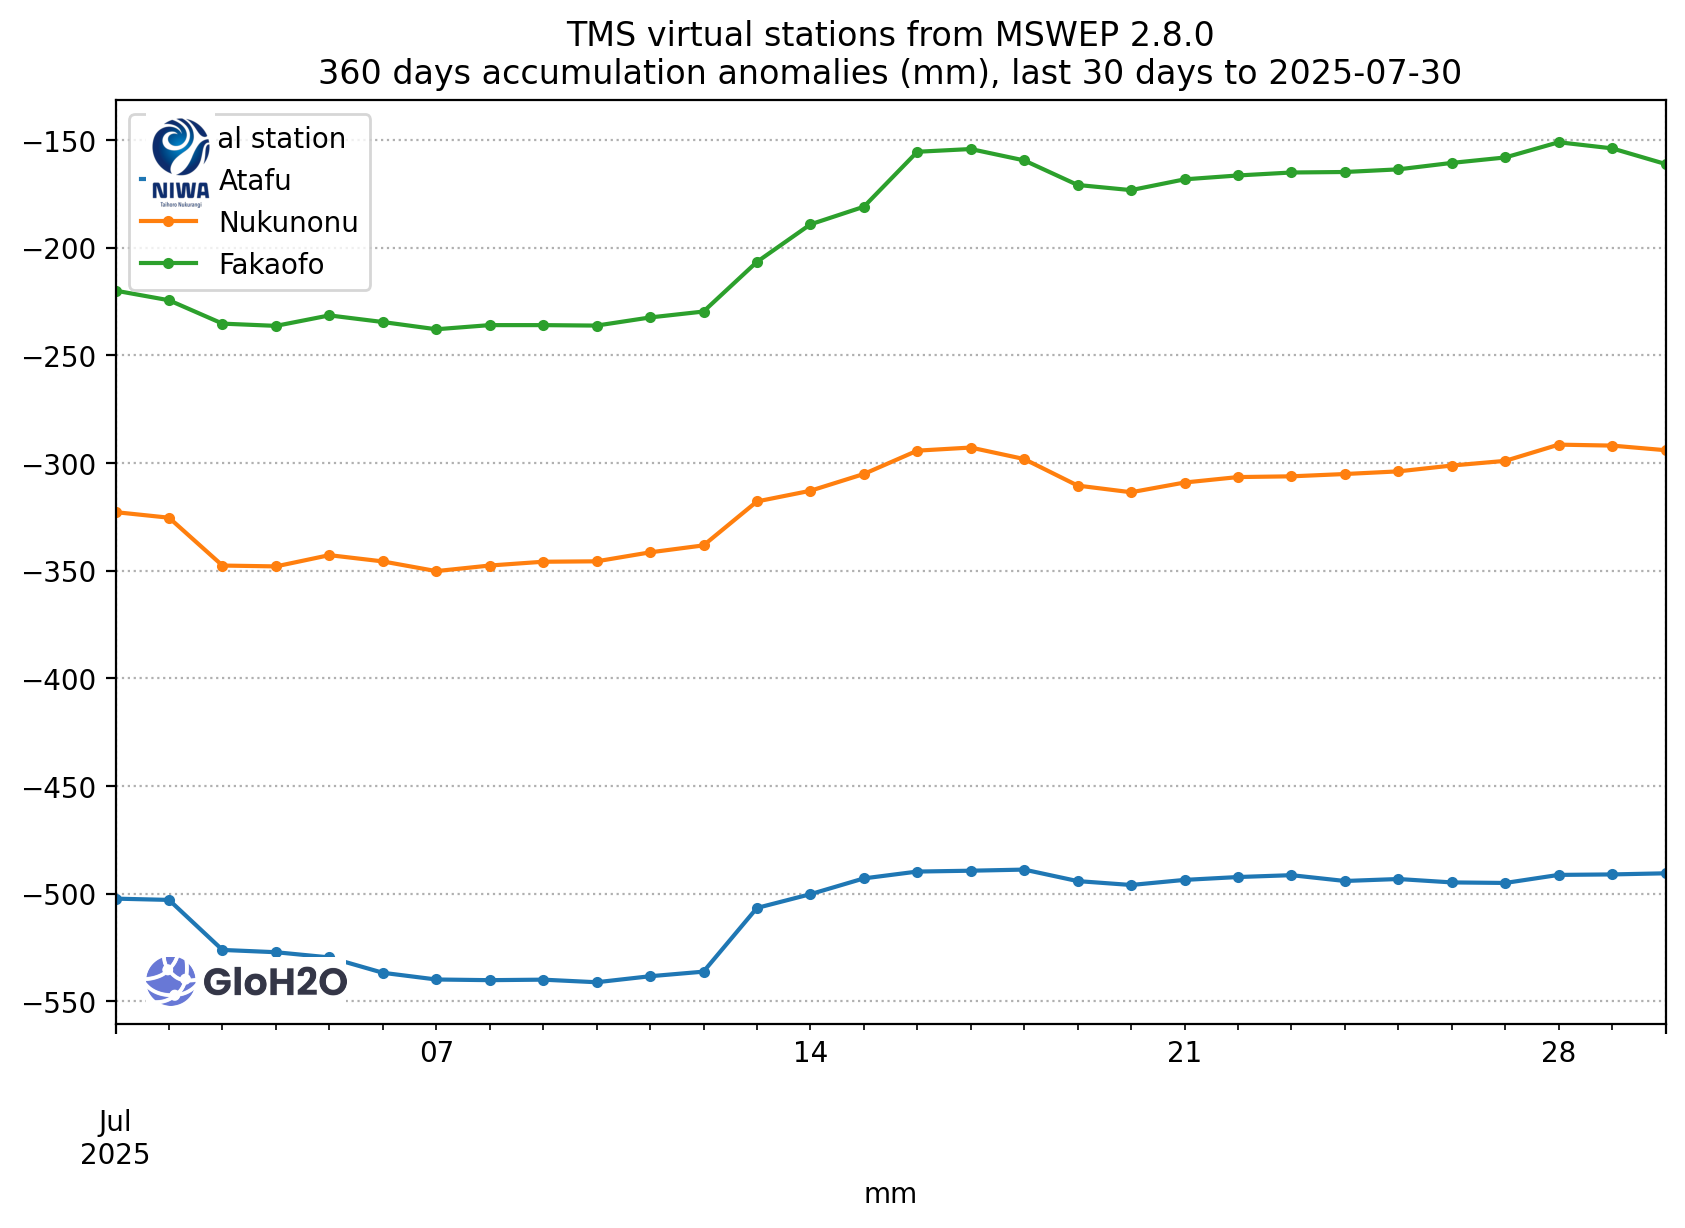 TMS virtual stations from MSWEP 2.8.0
360 days accumulation anomalies (mm), last 30 days to 2025-07-30
−150
−200
−250
−300
−350
−400
−450
−500
−550
al station
Atafu
Nukunonu
Fakaofo
NIWA
Taihoro Nukurangi
GloH2O
07
14
21
28
Jul
2025
mm